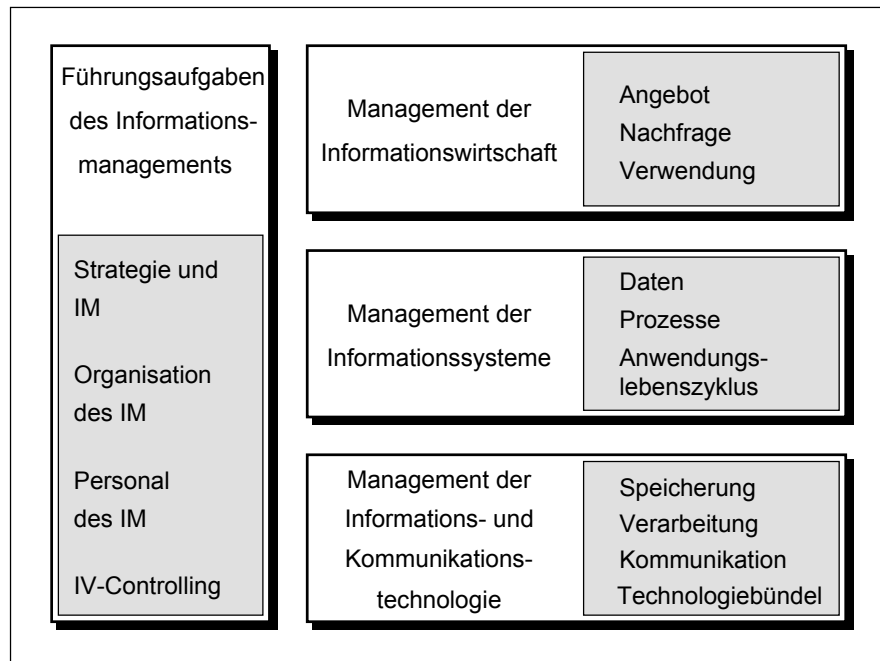 Führungsaufgaben
des Informations-
managements
Strategie und
IM
Organisation
des IM
Personal
des IM
IV-Controlling
Management der
Informationswirtschaft
Angebot
Nachfrage
Verwendung
Management der
Informationssysteme
Daten
Prozesse
Anwendungs-
lebenszyklus
Management der
Informations- und
Kommunikations-
technologie
Speicherung
Verarbeitung
Kommunikation
Technologiebündel